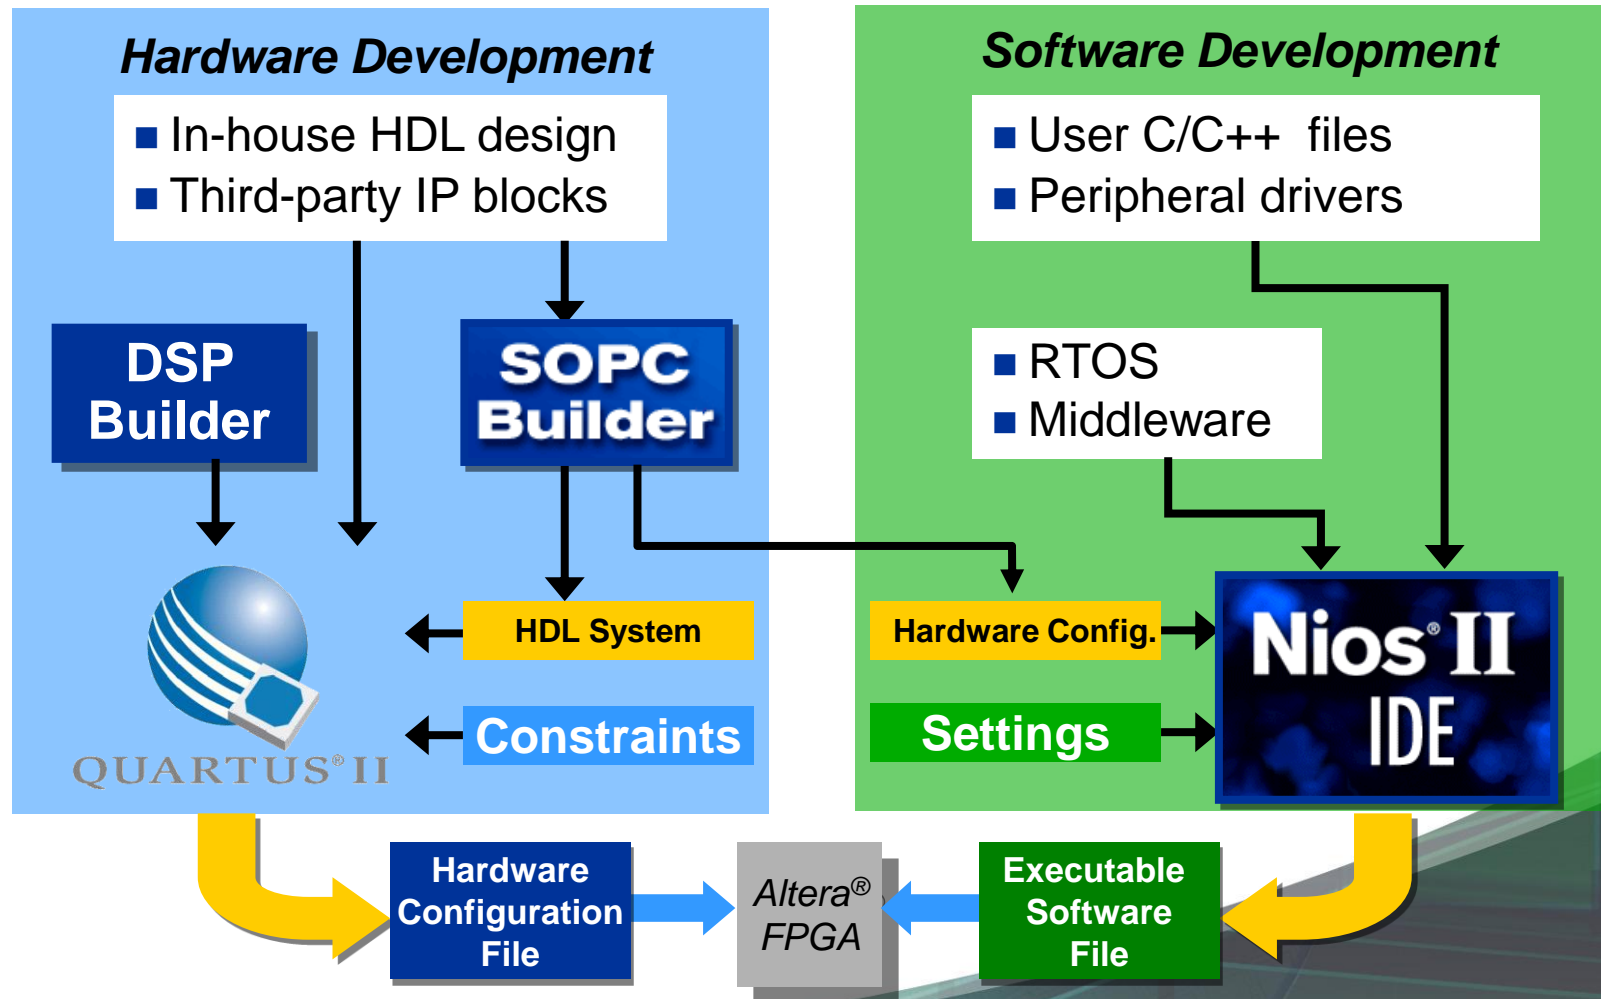 Hardware Development
In-house HDL design
Third-party IP blocks
DSP
Builder
SOPC
Builder
HDL System
Constraints
QUARTUS® II
Software Development
User C/C++ files
Peripheral drivers
RTOS
Middleware
Hardware Config.
Settings
Nios® II
IDE
Hardware
Configuration
File
Altera®
FPGA
Executable
Software
File